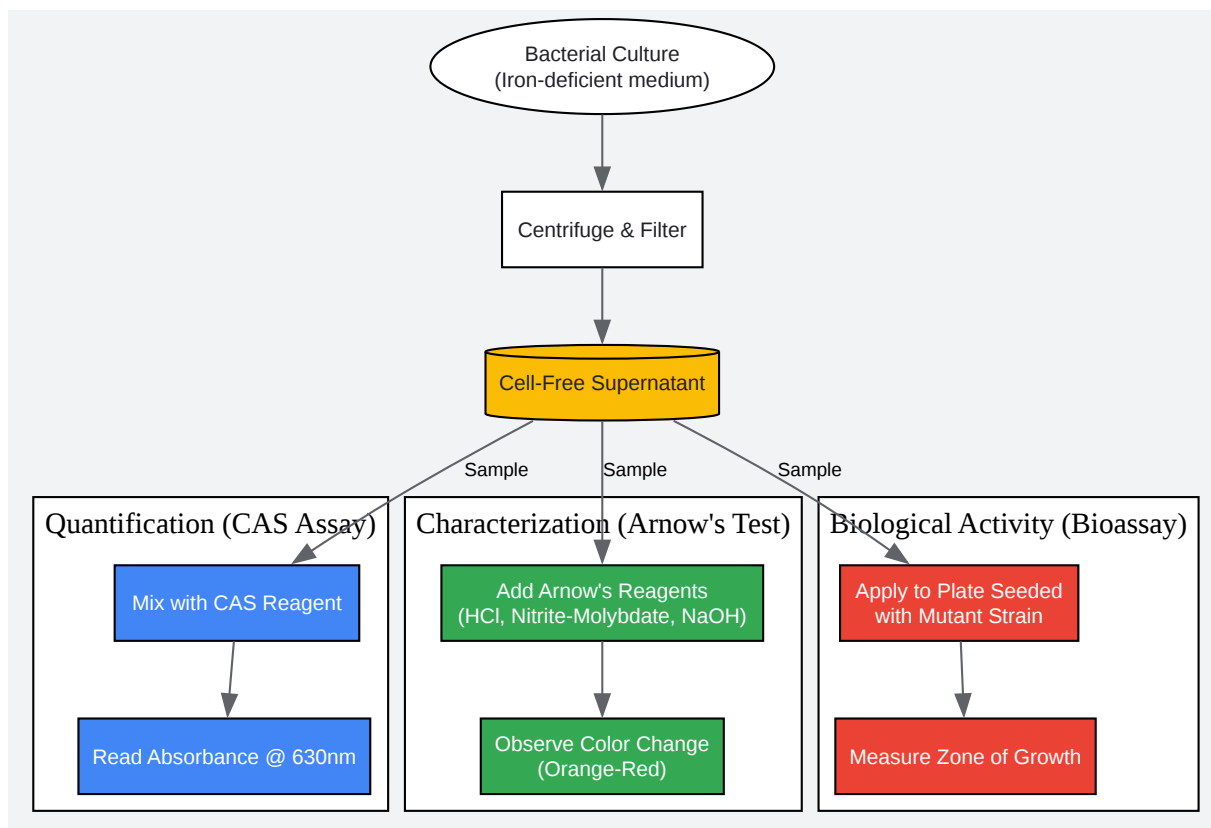 Bacterial Culture
(Iron-deficient medium)
Centrifuge & Filter
Cell-Free Supernatant
Sample
Sample
Sample
Quantification (CAS Assay)
Mix with CAS Reagent
Read Absorbance @ 630nm
Characterization (Arnow's Test)
Add Arnow's Reagents
(HCl, Nitrite-Molybdate, NaOH)
Observe Color Change
(Orange-Red)
Biological Activity (Bioassay)
Apply to Plate Seeded
with Mutant Strain
Measure Zone of Growth